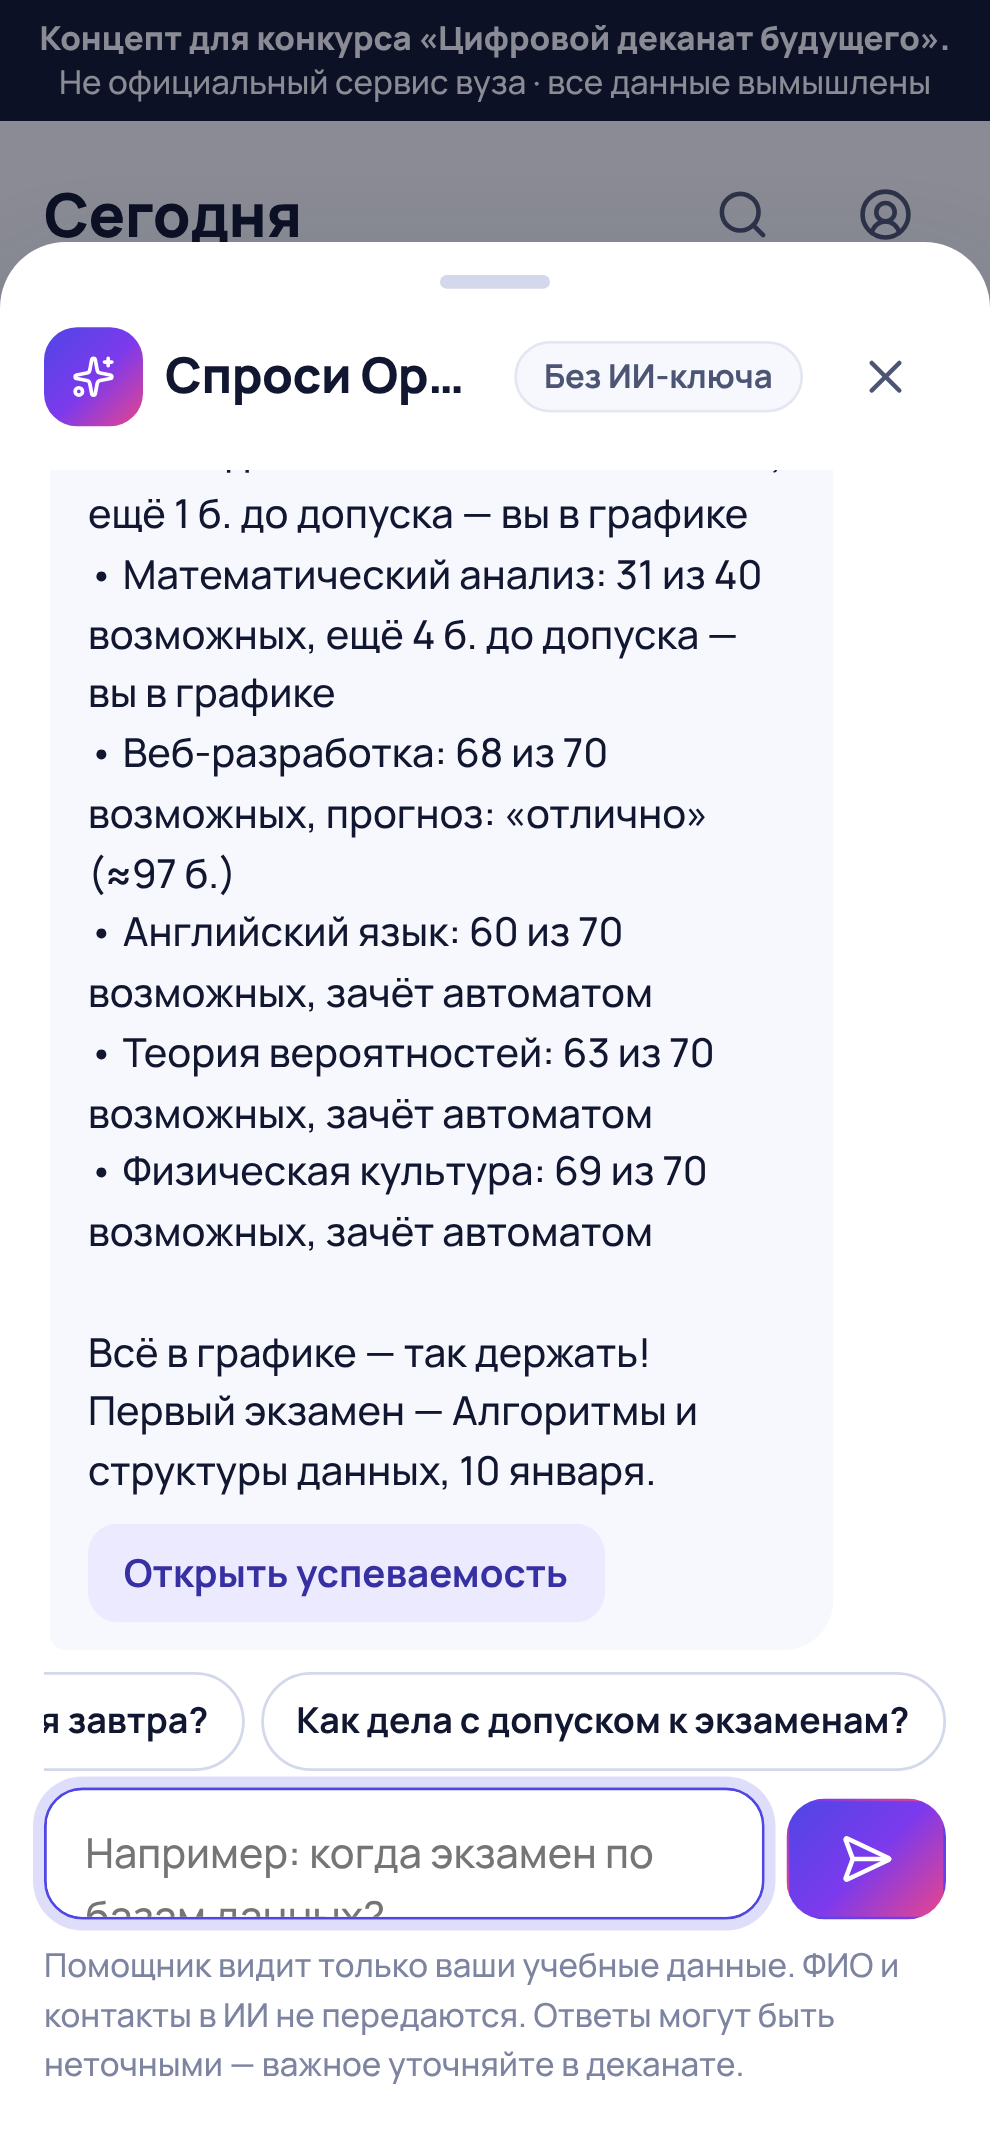 Концепт для конкурса «Цифровой деканат будущего».
Не официальный сервис вуза · все данные вымышлены
Сегодня
Спроси Ор...
Без ИИ-ключа
ещё 1 б. до допуска — вы в графике
• Математический анализ: 31 из 40
возможных, ещё 4 б. до допуска —
вы в графике
• Веб-разработка: 68 из 70
возможных, прогноз: «отлично»
(≈97 б.)
• Английский язык: 60 из 70
возможных, зачёт автоматом
• Теория вероятностей: 63 из 70
возможных, зачёт автоматом
• Физическая культура: 69 из 70
возможных, зачёт автоматом
Всё в графике — так держать!
Первый экзамен — Алгоритмы и
структуры данных, 10 января.
Открыть успеваемость
я завтра?
Как дела с допуском к экзаменам?
Например: когда экзамен по
базам данных?
Помощник видит только ваши учебные данные. ФИО и
контакты в ИИ не передаются. Ответы могут быть
неточными — важное уточняйте в деканате.